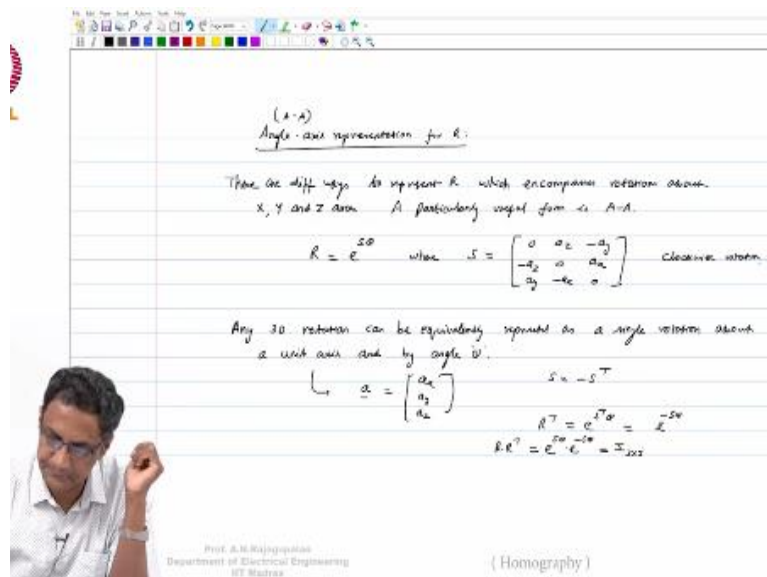 (A-A)
Angle-axis representation for R.
There are diff ways to represent R which encompasses rotation about
X, Y and Z axes A particularly useful form is A-A.
R = e^{Sθ} where S = [0 a_z -a_y; -a_z 0 a_x; a_y -a_x 0] Clockwise rotation
Any 3D rotation can be equivalently represented as a single rotation about
a unit axis and by angle 'θ'.
a = [a_x a_y a_z]
S = -S^T
R^T = e^{S^T θ} = e^{-Sθ}
RR^T = e^{Sθ} . e^{-Sθ} = I_{3x3}
Prof. A.N.Rajagopalan
Department of Electrical Engineering
IIT Madras
( Homography )